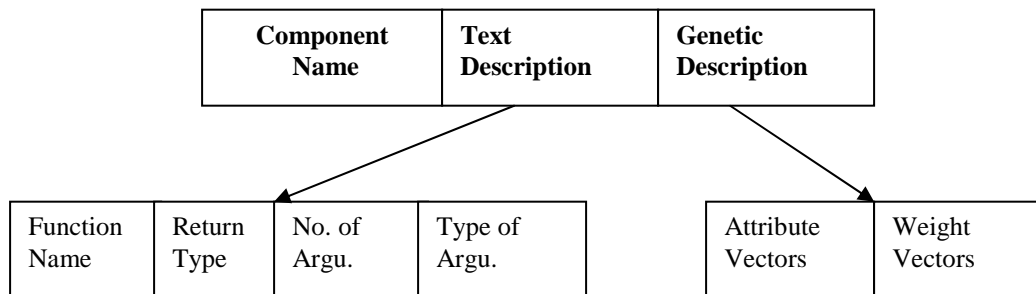 Component Text Genetic
Name Description Description
Function Return No. of Type of Attribute Weight
Name Type Argu. Argu. Vectors Vectors